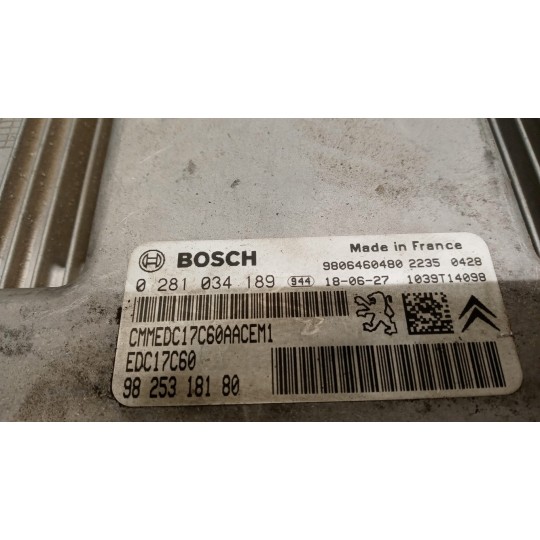 BOSCH Made in France
9806460480 2235 0428
0 281 034 189 944 18-06-27 1039T14098
CMMEDC17C60AACEM1
EDC17C60
98 253 181 80